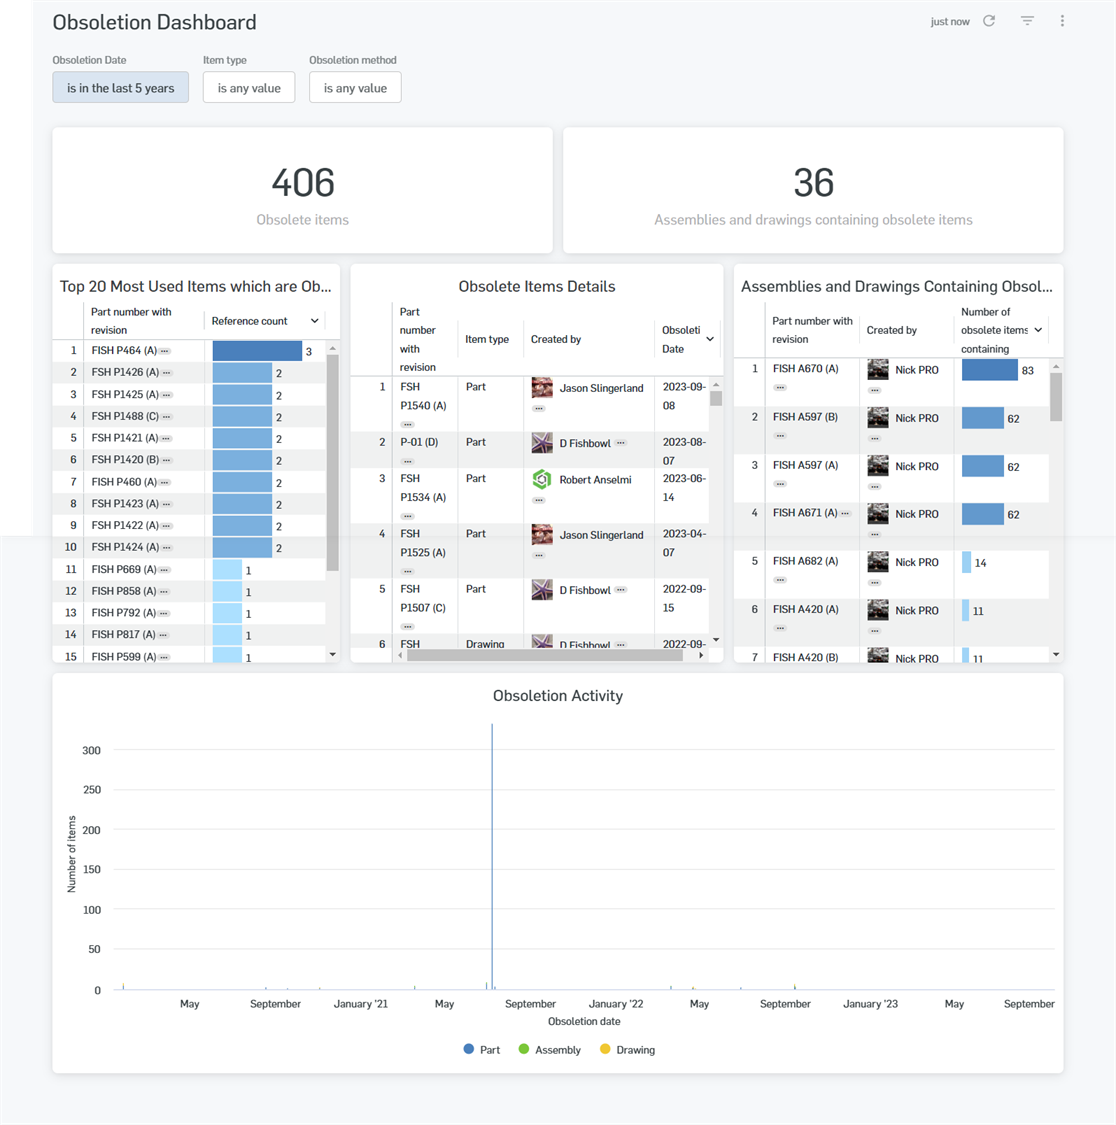 Obsoletion Dashboard
just now
Obsoletion Date
Item type
Obsoletion method
is in the last 5 years
is any value
is any value
406
Obsolete items
36
Assemblies and drawings containing obsolete items
Top 20 Most Used Items which are Ob...
Part number with
revision
Reference count
1 FISH P464 (A) 3
2 FSH P1426 (A) 2
3 FSH P1425 (A) 2
4 FSH P1488 (C) 2
5 FSH P1421 (A) 2
6 FSH P1420 (B) 2
7 FSH P460 (A) 2
8 FSH P1423 (A) 2
9 FSH P1422 (A) 2
10 FSH P1424 (A) 2
11 FISH P669 (A) 1
12 FISH P858 (A) 1
13 FISH P792 (A) 1
14 FISH P817 (A) 1
15 FISH P599 (A) 1
Obsolete Items Details
Part
number
with
revision
Item type
Created by
Obsoleti
Date
1 FSH Part Jason Slingerland 2023-09-
P1540 (A) 08
2 P-01 (D) Part D Fishbowl 2023-08-
07
3 FSH Part Robert Anselmi 2023-06-
P1534 (A) 14
4 FSH Part Jason Slingerland 2023-04-
P1525 (A) 07
5 FSH Part D Fishbowl 2022-09-
P1507 (C) 15
6 FSH Drawing D Fishbowl 2022-09-
Assemblies and Drawings Containing Obsol...
Part number with
revision
Created by
Number of
obsolete items
containing
1 FISH A670 (A) Nick PRO 83
2 FISH A597 (B) Nick PRO 62
3 FISH A597 (A) Nick PRO 62
4 FISH A671 (A) Nick PRO 62
5 FISH A682 (A) Nick PRO 14
6 FISH A420 (A) Nick PRO 11
7 FISH A420 (B) Nick PRO 11
Obsoletion Activity
Number of items
300
250
200
150
100
50
0
May September January '21 May September January '22 May September January '23 May September
Obsoletion date
Part Assembly Drawing